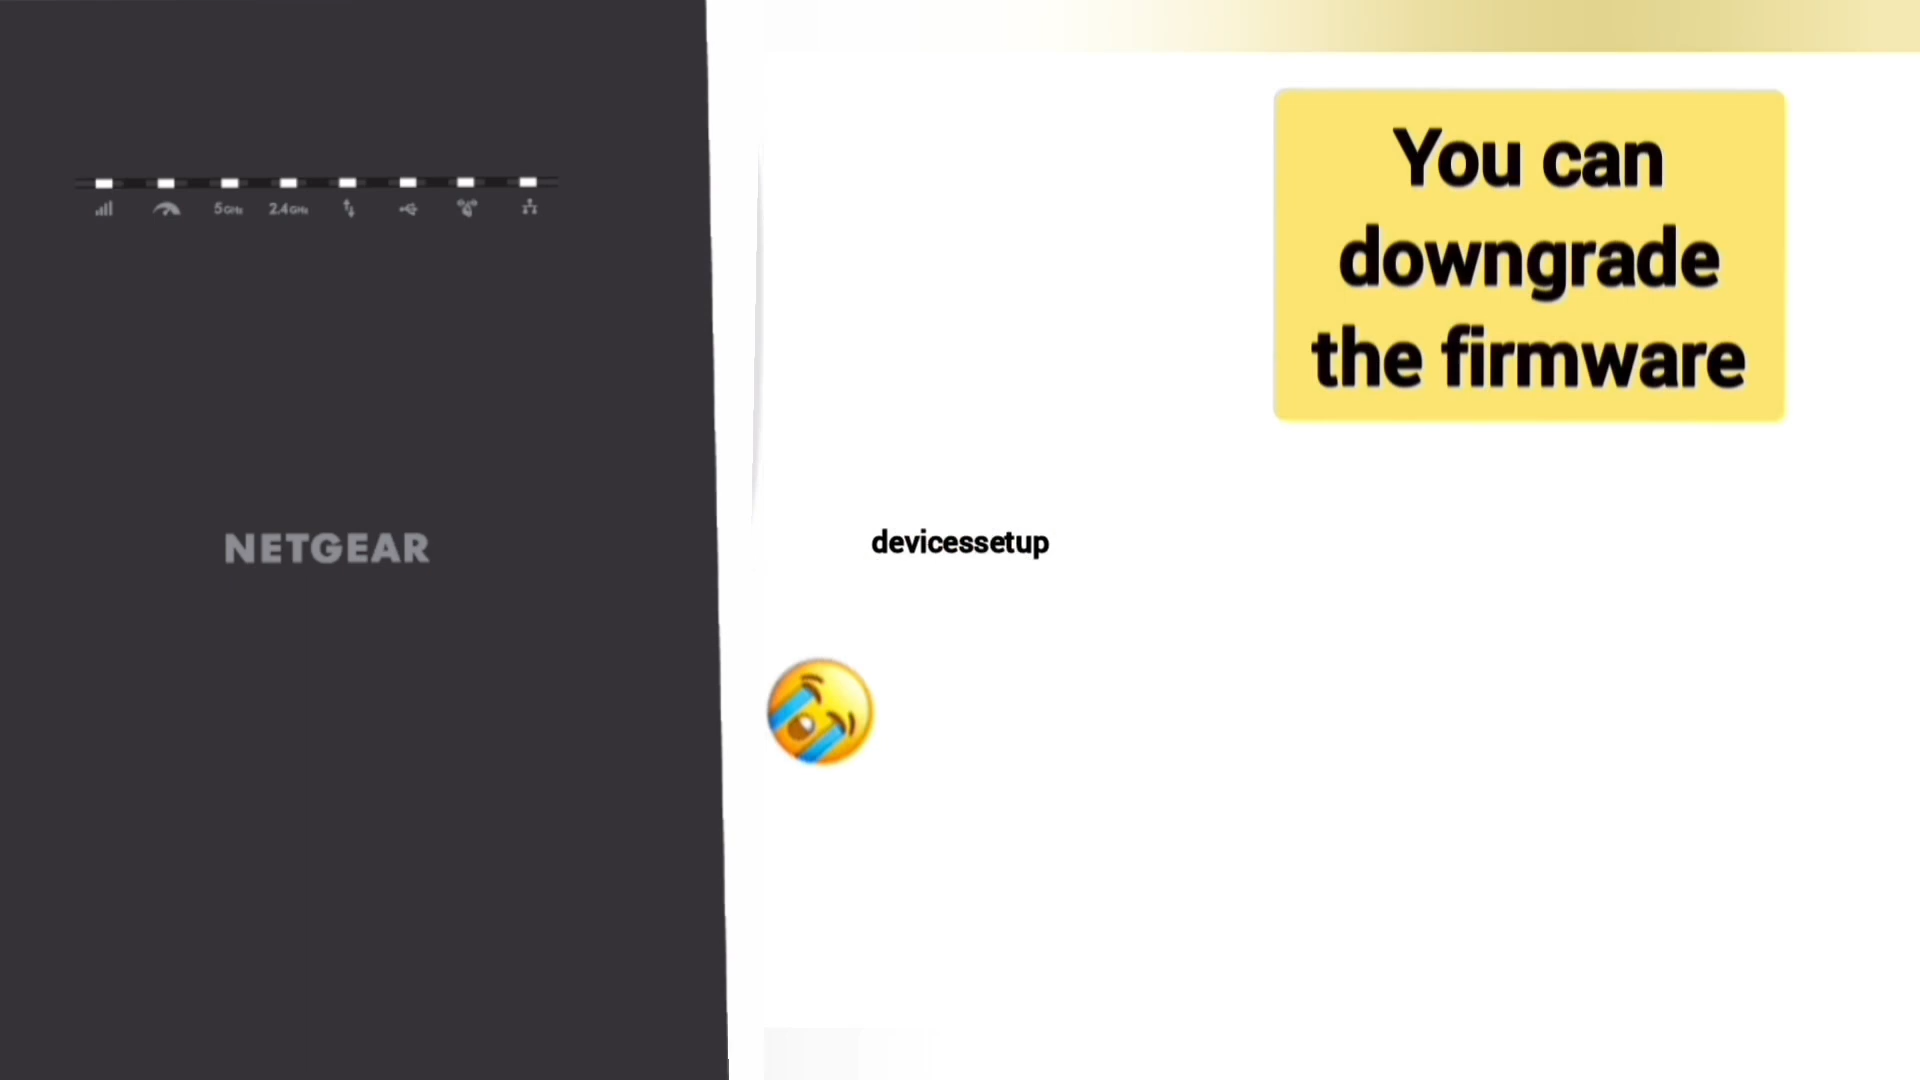 You can
downgrade
the firmware
5GHz 2.4GHz
NETGEAR
devicessetup